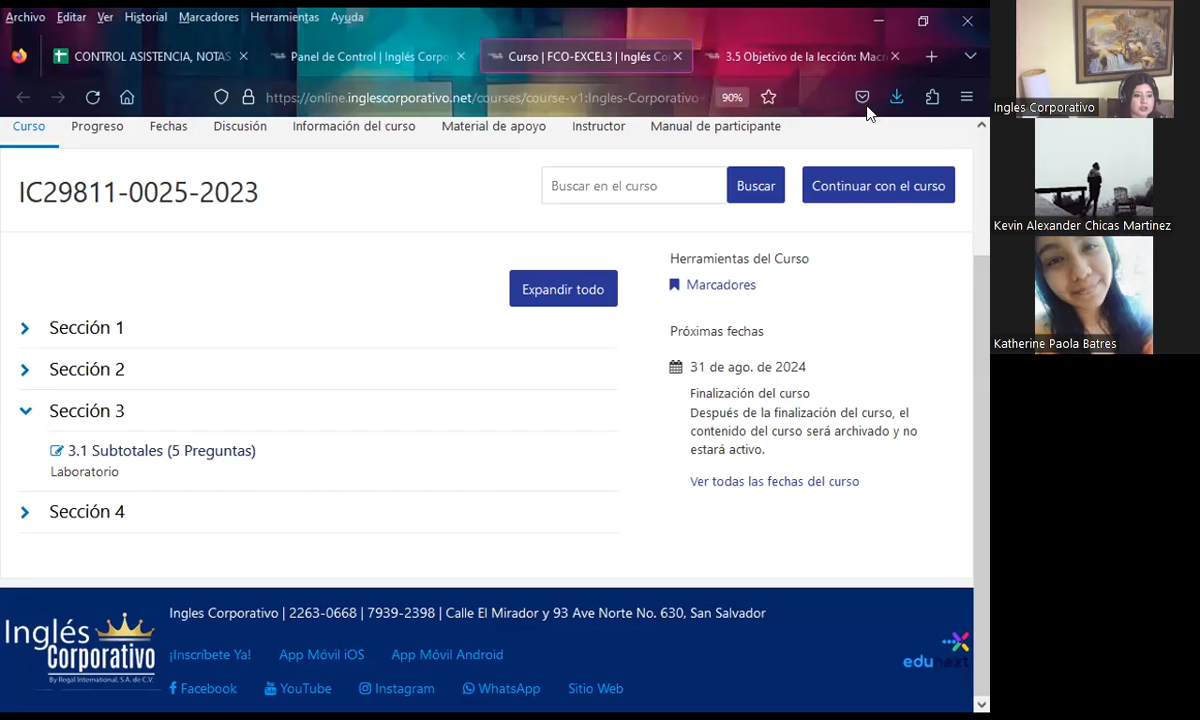 Archivo Editar Ver Historial Marcadores Herramientas Ayuda
CONTROL ASISTENCIA, NOTAS
Panel de Control | Inglés Corpo
Curso | FCO-EXCEL3 | Inglés Co
3.5 Objetivo de la lección: Macr
https://online.inglescorporativo.net/courses/course-v1:Ingles-Corporativo
90%
Curso Progreso Fechas Discusión Información del curso Material de apoyo Instructor Manual de participante
IC29811-0025-2023
Buscar en el curso
Buscar
Continuar con el curso
Expandir todo
Sección 1
Sección 2
Sección 3
3.1 Subtotales (5 Preguntas)
Laboratorio
Sección 4
Herramientas del Curso
Marcadores
Próximas fechas
31 de ago. de 2024
Finalización del curso
Después de la finalización del curso, el
contenido del curso será archivado y no
estará activo.
Ver todas las fechas del curso
Inglés
Corporativo
By Regal International, S.A. de C.V.
Ingles Corporativo | 2263-0668 | 7939-2398 | Calle El Mirador y 93 Ave Norte No. 630, San Salvador
¡Inscríbete Ya! App Móvil iOS App Móvil Android
Facebook YouTube Instagram WhatsApp Sitio Web
edunext
Ingles Corporativo
Kevin Alexander Chicas Martinez
Katherine Paola Batres